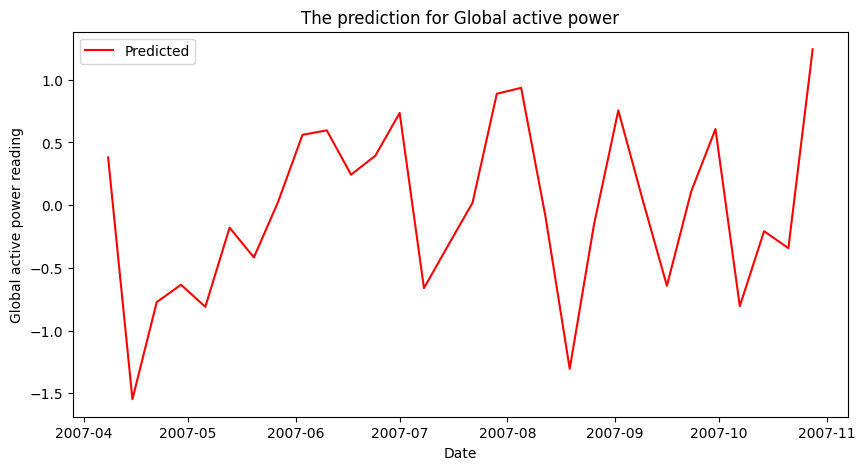 The prediction for Global active power
Predicted
Global active power reading
1.0
0.5
0.0
−0.5
−1.0
−1.5
2007-04 2007-05 2007-06 2007-07 2007-08 2007-09 2007-10 2007-11
Date